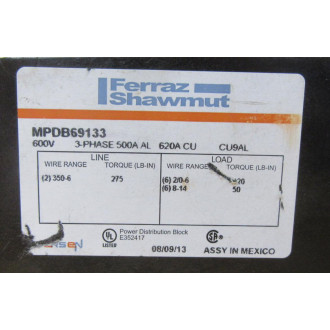 Ferraz
Shawmut
MPDB69133
600V 3-PHASE 500A AL 620A CU CU9AL
LINE LOAD
WIRE RANGE TORQUE (LB-IN) WIRE RANGE TORQUE (LB-IN)
(2) 350-6 275 (6) 2/0-6
(6) 8-14 50
UL LISTED Power Distribution Block
E352417
08/09/13 ASSY IN MEXICO